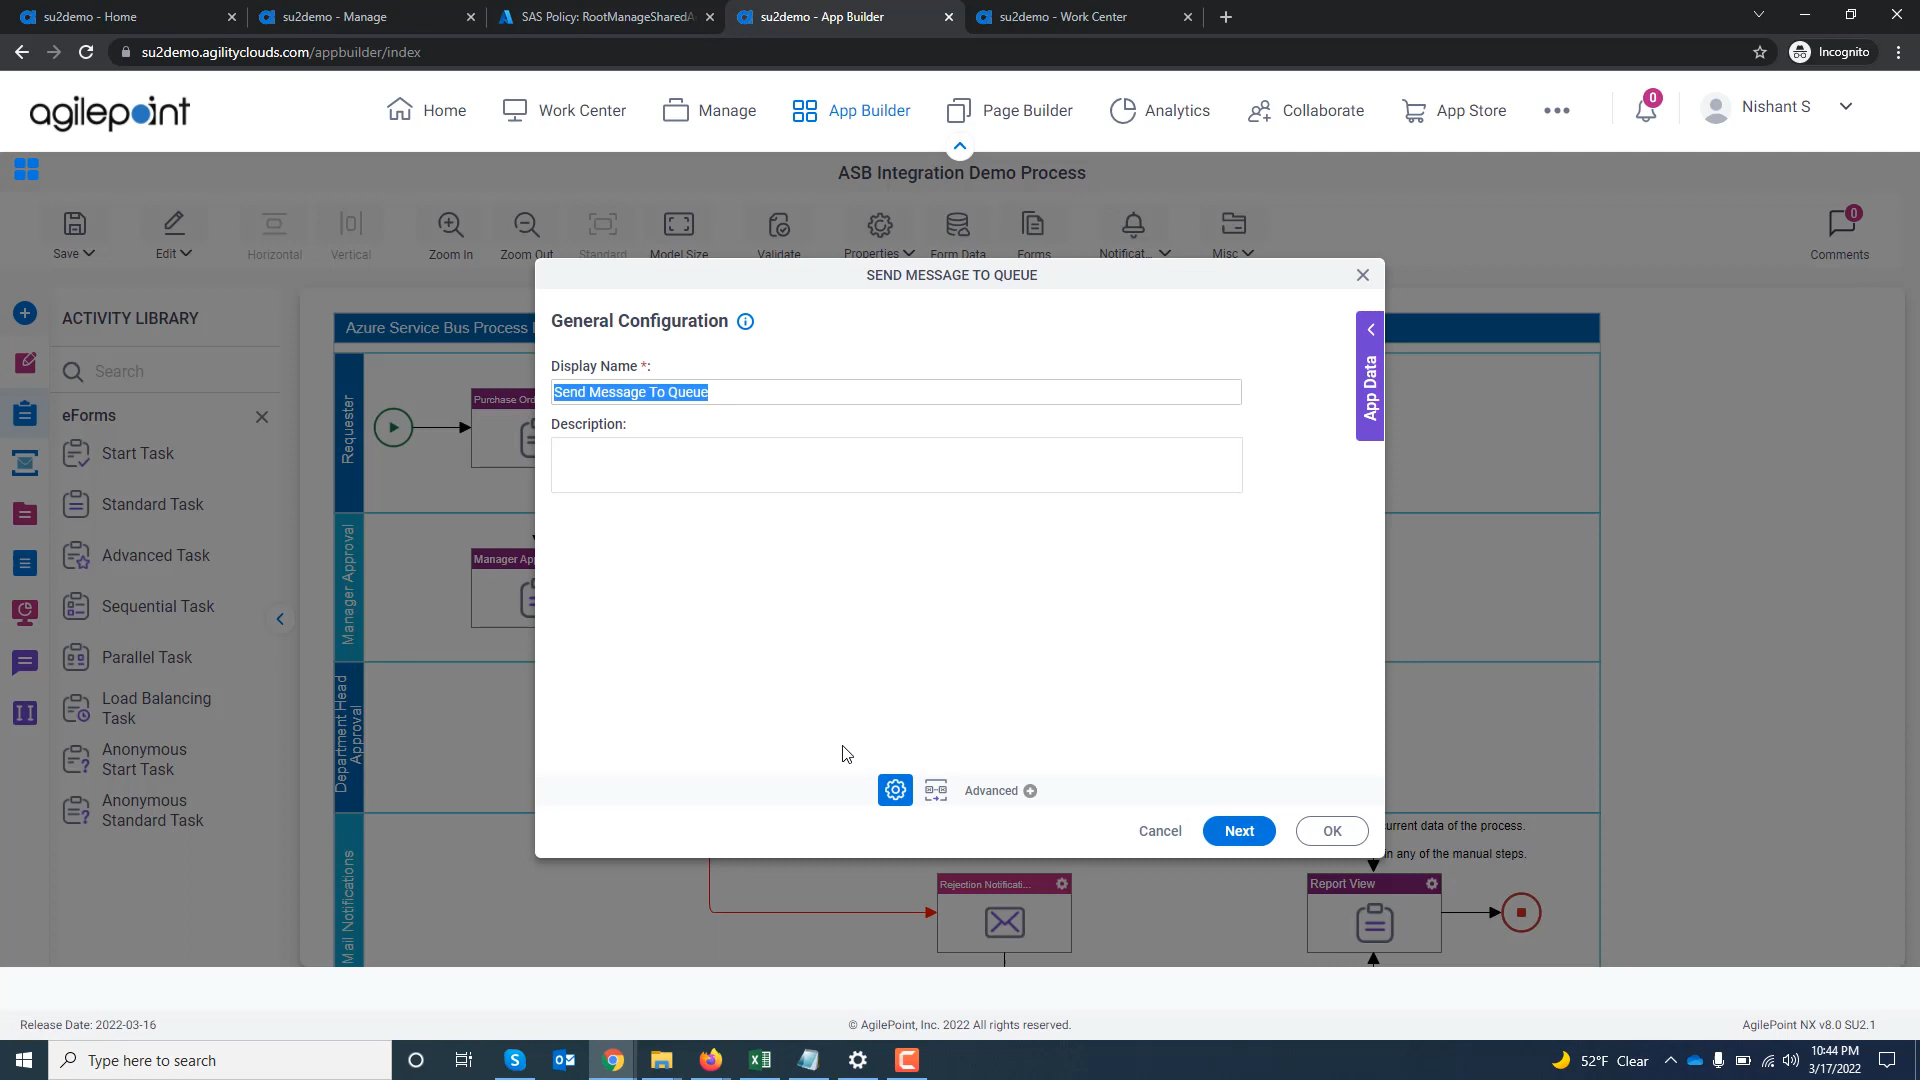 su2demo - Home
su2demo - Manage
SAS Policy: RootManageSharedA
su2demo - App Builder
su2demo - Work Center
su2demo.agilityclouds.com/appbuilder/index
Incognito
agilepoint
Home
Work Center
Manage
App Builder
Page Builder
Analytics
Collaborate
App Store
0
Nishant S
ASB Integration Demo Process
Save
Edit
Horizontal
Vertical
Zoom In
Zoom Out
Standard
Model Size
Validate
Properties
Form Data
Forms
Notificat...
Misc
0
Comments
SEND MESSAGE TO QUEUE
ACTIVITY LIBRARY
Search
eForms
Start Task
Standard Task
Advanced Task
Sequential Task
Parallel Task
Load Balancing
Task
Anonymous
Start Task
Anonymous
Standard Task
Azure Service Bus Process
Requester
Manager Approval
Department Head
Approval
Mail Notifications
Purchase Ord
Manager App
General Configuration
Display Name *:
Send Message To Queue
Description:
App Data
Advanced
Cancel
Next
OK
urrent data of the process.
in any of the manual steps.
Rejection Notificati...
Report View
Release Date: 2022-03-16
© AgilePoint, Inc. 2022 All rights reserved.
AgilePoint NX v8.0 SU2.1
Type here to search
52°F Clear
10:44 PM
3/17/2022